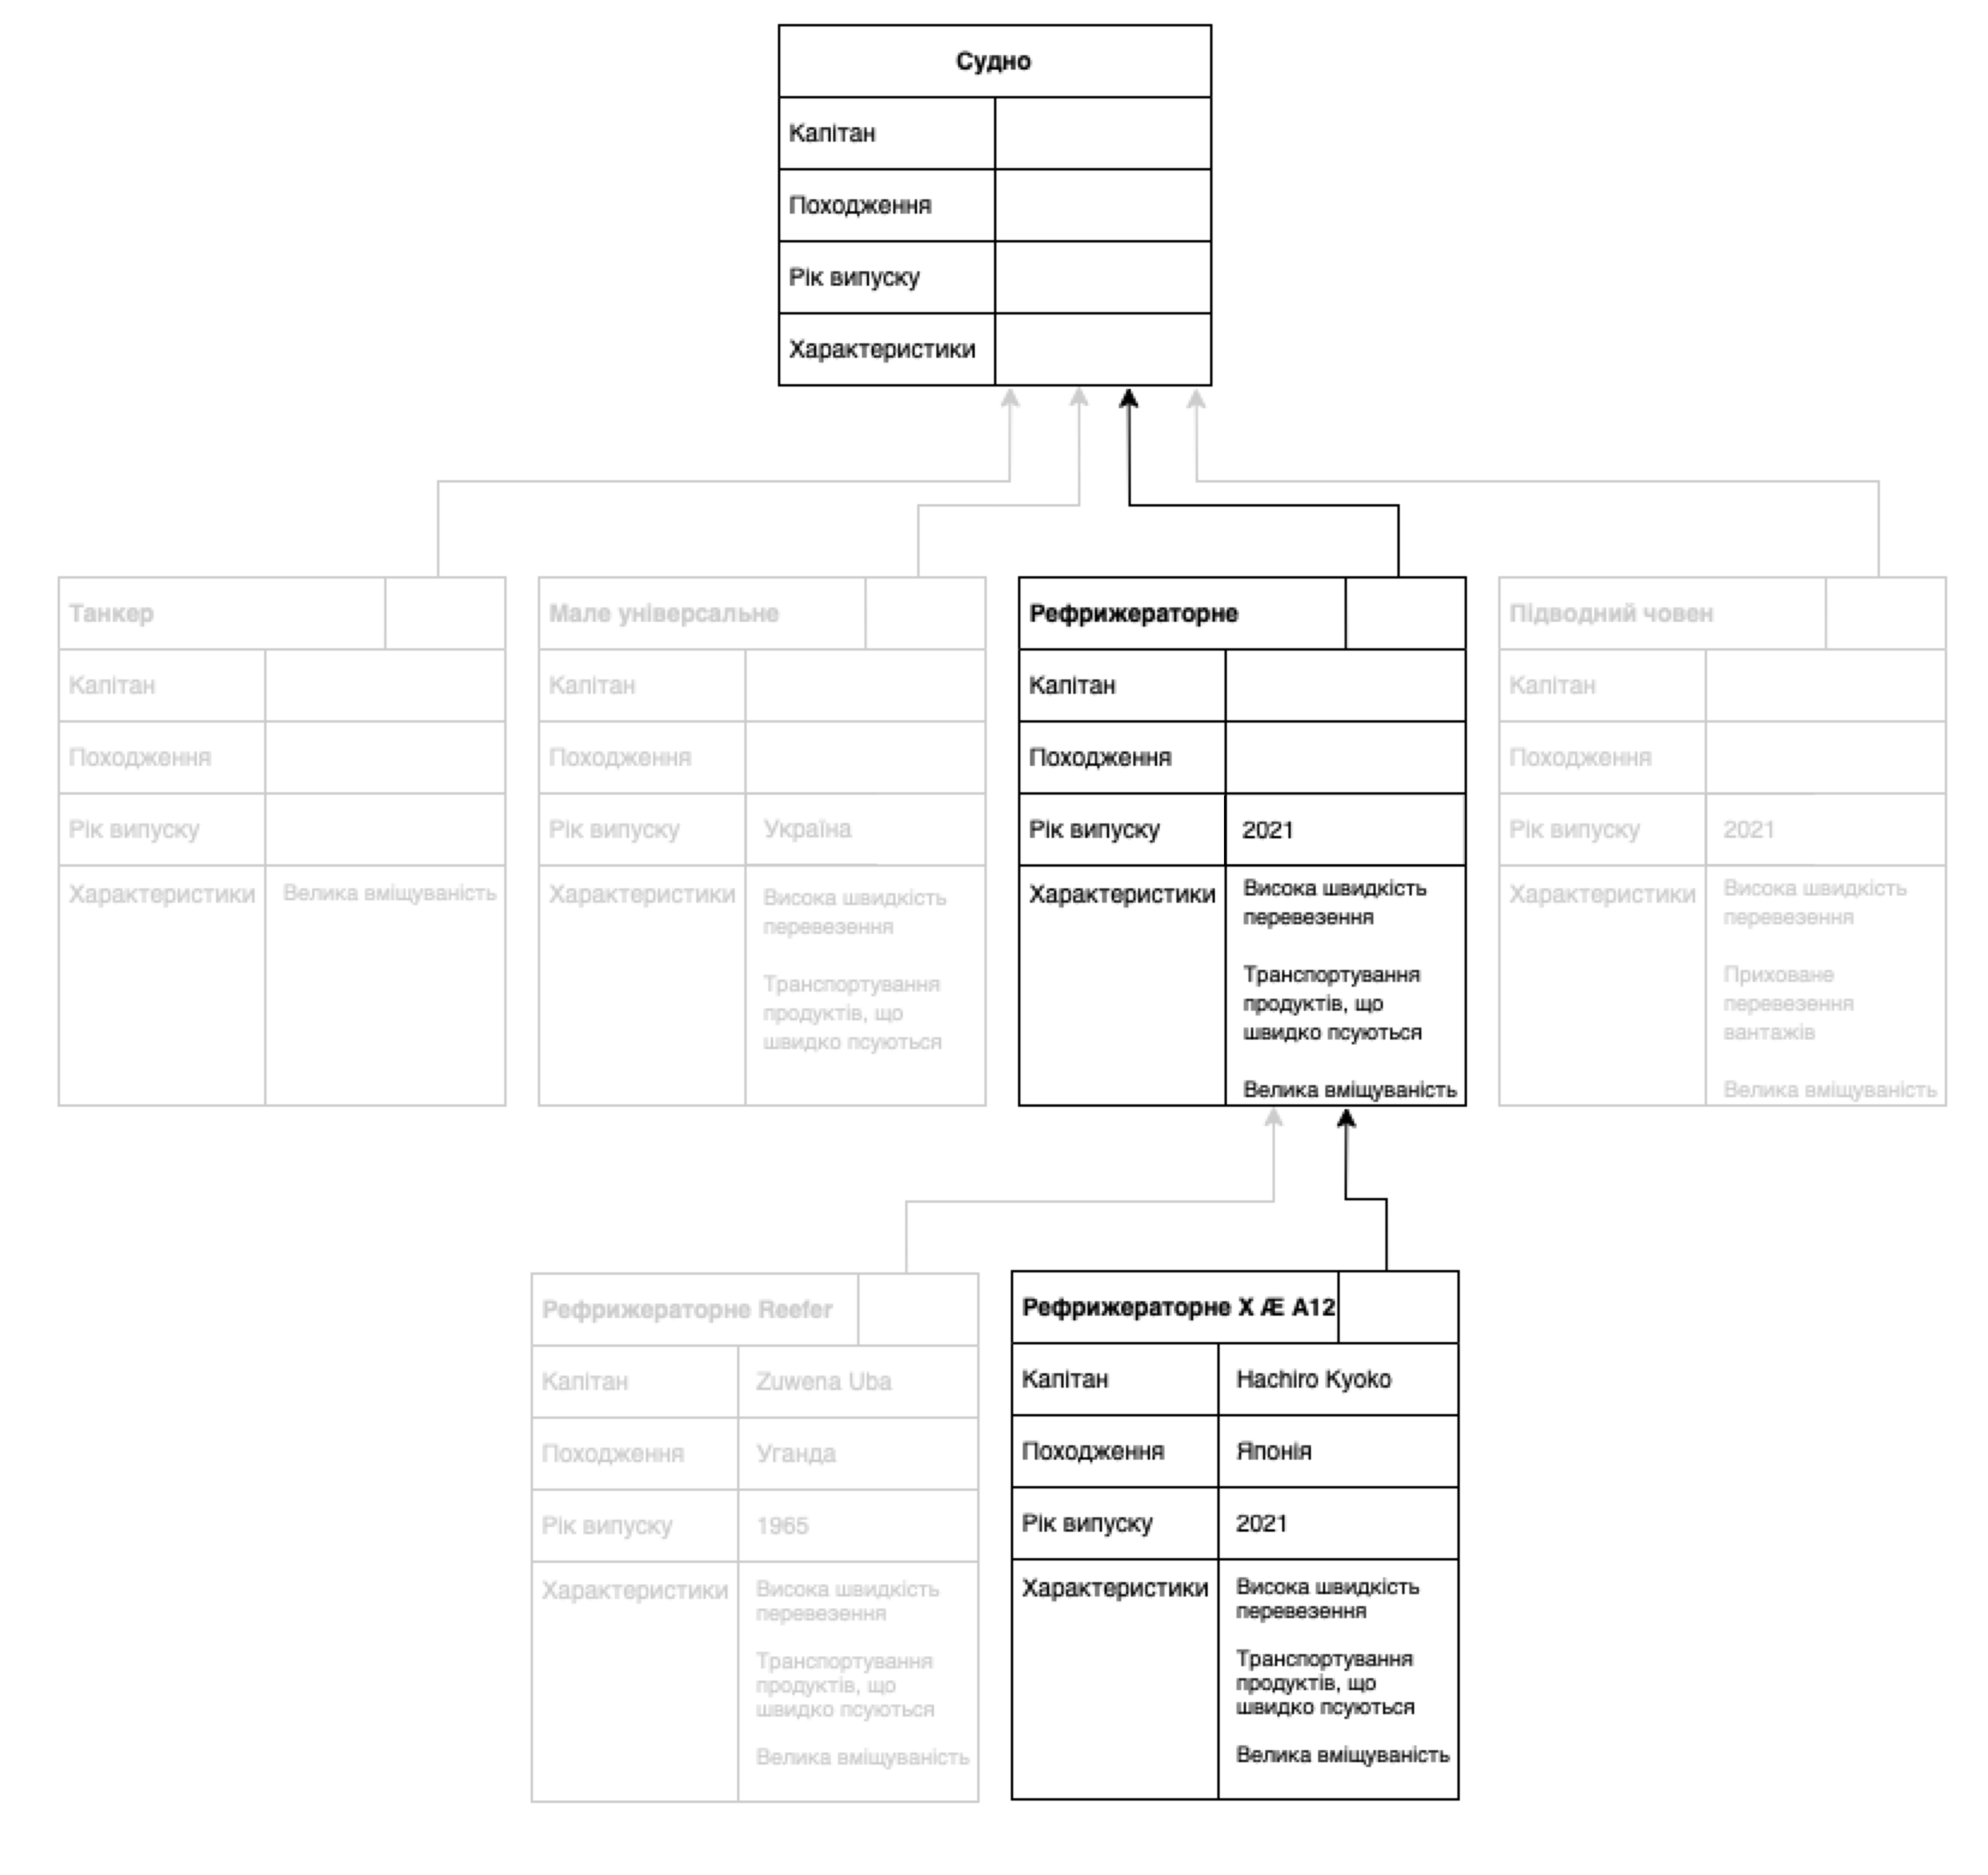 Судно
Капітан
Походження
Рік випуску
Характеристики
Танкер
Капітан
Походження
Рік випуску
Характеристики
Велика вміщуваність
Мале універсальне
Капітан
Походження
Рік випуску
Україна
Характеристики
Висока швидкість
перевезення
Транспортування
продуктів, що
швидко псуються
Рефрижераторне
Капітан
Походження
Рік випуску
2021
Характеристики
Висока швидкість
перевезення
Транспортування
продуктів, що
швидко псуються
Велика вміщуваність
Підводний човен
Капітан
Походження
Рік випуску
2021
Характеристики
Висока швидкість
перевезення
Приховане
перевезення
вантажів
Велика вміщуваність
Рефрижераторне Reefer
Капітан
Zuwena Uba
Походження
Уганда
Рік випуску
1965
Характеристики
Висока швидкість
перевезення
Транспортування
продуктів, що
швидко псуються
Велика вміщуваність
Рефрижераторне X Æ A12
Капітан
Hachiro Kyoko
Походження
Японія
Рік випуску
2021
Характеристики
Висока швидкість
перевезення
Транспортування
продуктів, що
швидко псуються
Велика вміщуваність